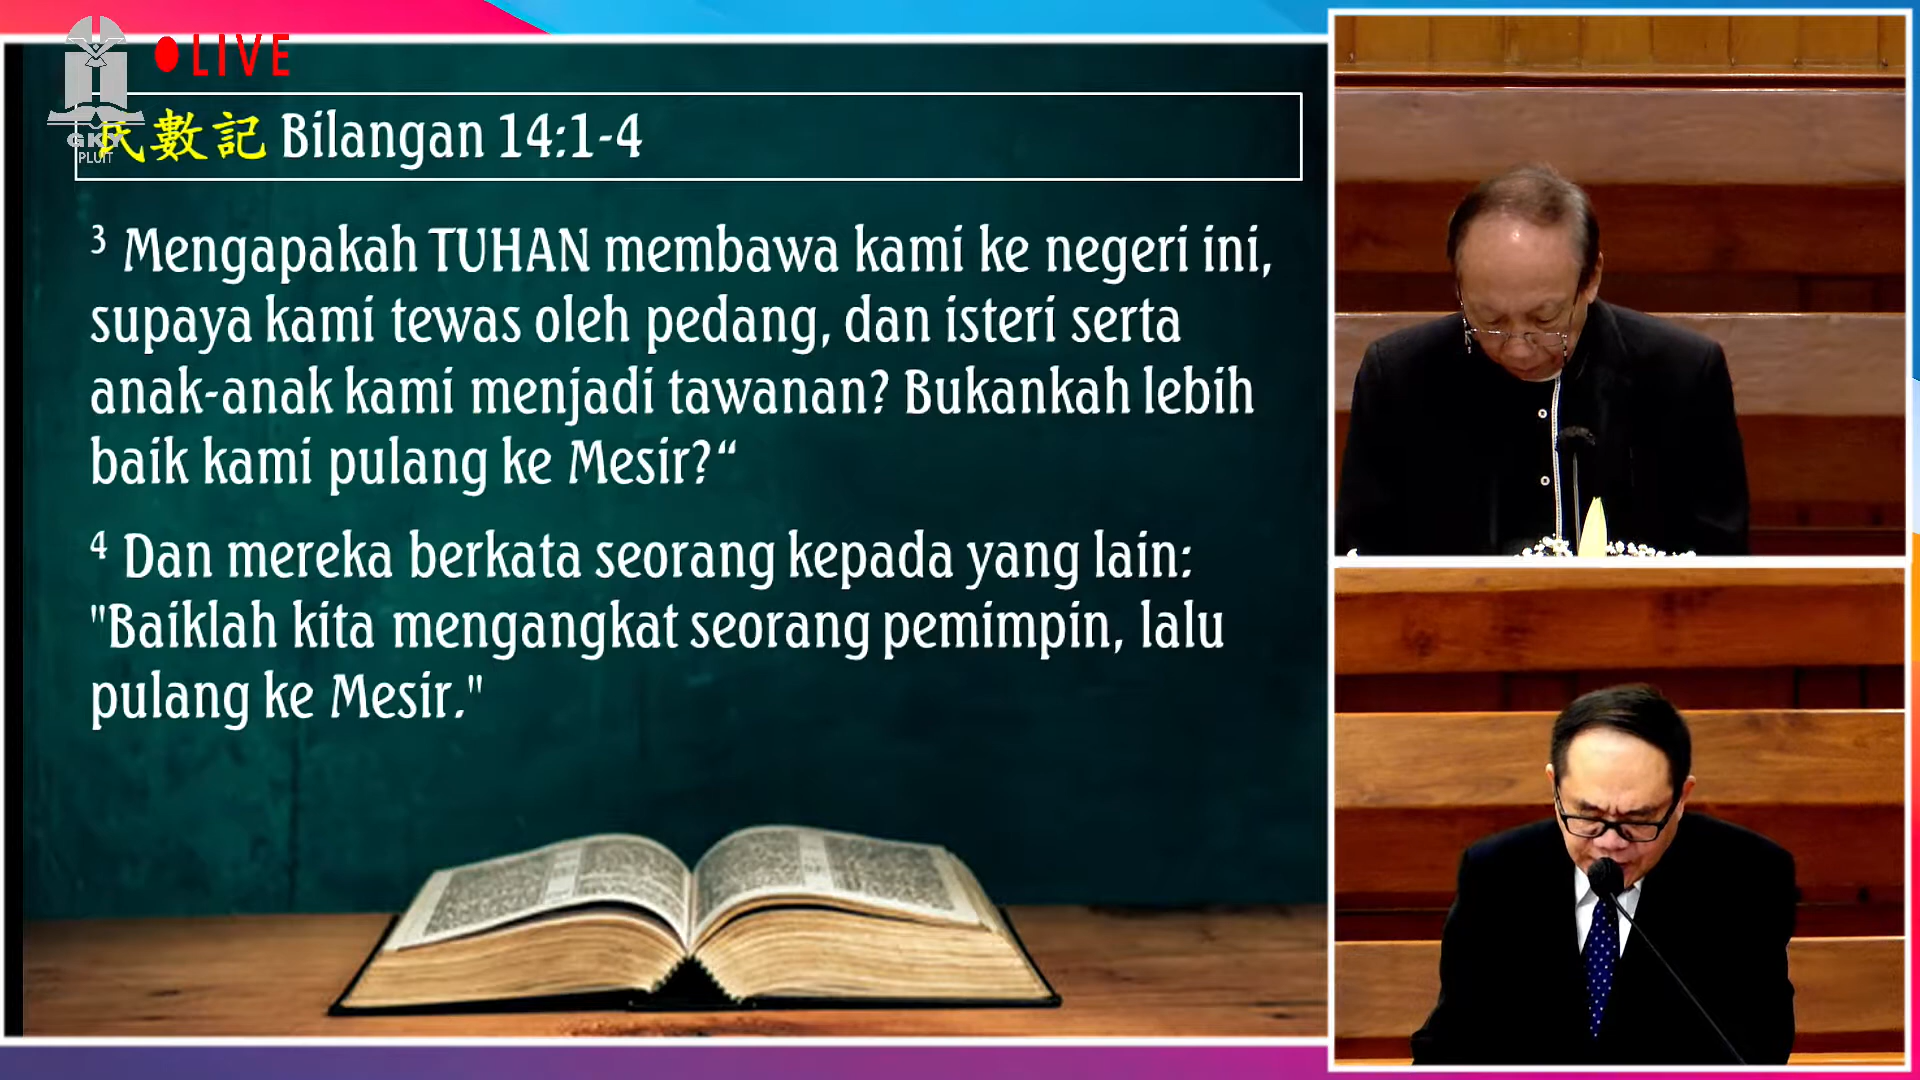 LIVE
GKY
PLUIT
民數記 Bilangan 14:1-4
3 Mengapakah TUHAN membawa kami ke negeri ini,
supaya kami tewas oleh pedang, dan isteri serta
anak-anak kami menjadi tawanan? Bukankah lebih
baik kami pulang ke Mesir?“
4 Dan mereka berkata seorang kepada yang lain:
"Baiklah kita mengangkat seorang pemimpin, lalu
pulang ke Mesir."